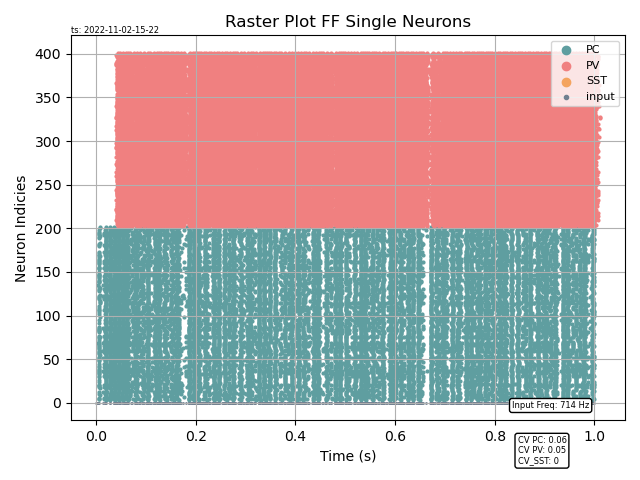 Raster Plot FF Single Neurons
ts: 2022-11-02-15-22
PC
PV
SST
input
400
350
300
250
200
150
100
50
0
Neuron Indicies
Input Freq: 714 Hz
0.0 0.2 0.4 0.6 0.8 1.0
Time (s)
CV PC: 0.06
CV PV: 0.05
CV_SST: 0